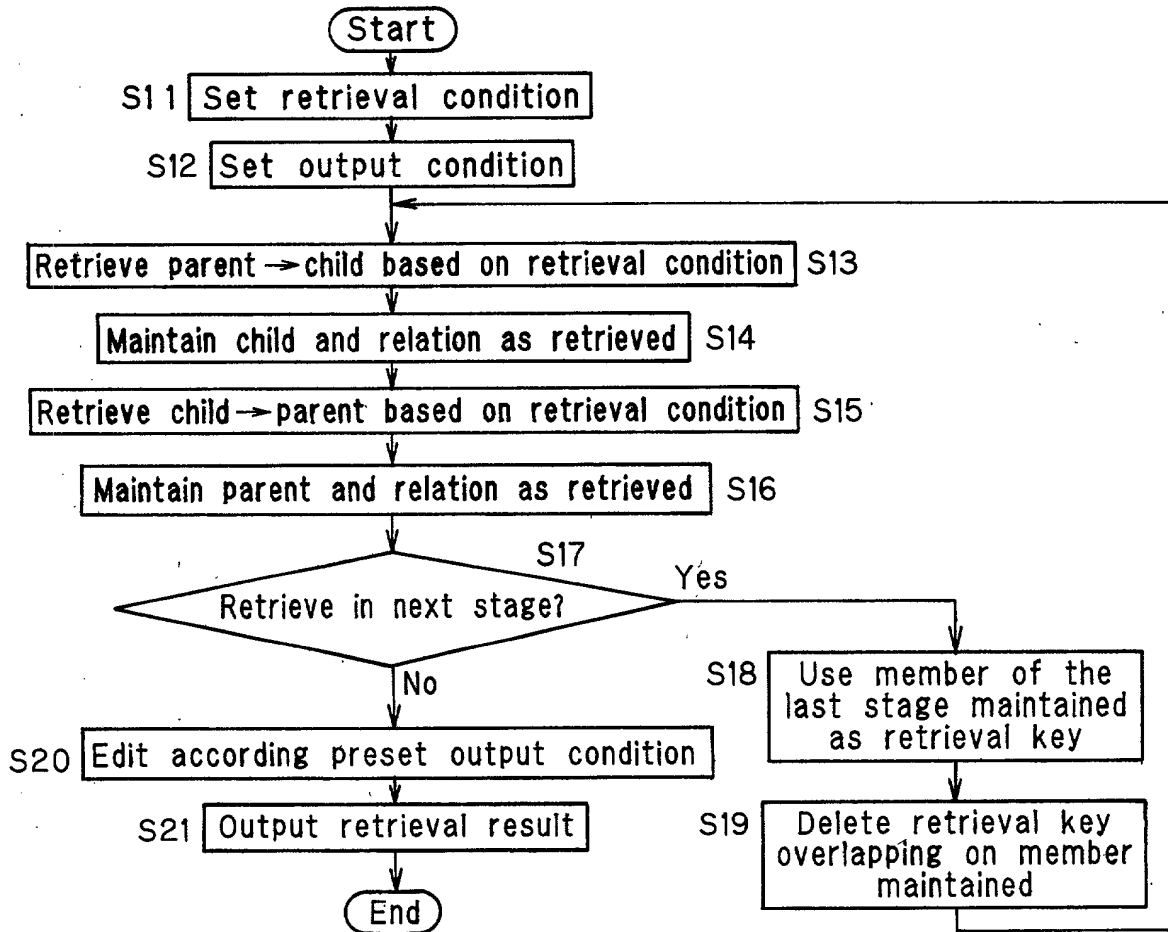 Start
S11 Set retrieval condition
S12 Set output condition
Retrieve parent → child based on retrieval condition S13
Maintain child and relation as retrieved S14
Retrieve child → parent based on retrieval condition S15
Maintain parent and relation as retrieved S16
S17
Retrieve in next stage?
Yes
No
S18 Use member of the
last stage maintained
as retrieval key
S19 Delete retrieval key
overlapping on member
maintained
S20 Edit according preset output condition
S21 Output retrieval result
End